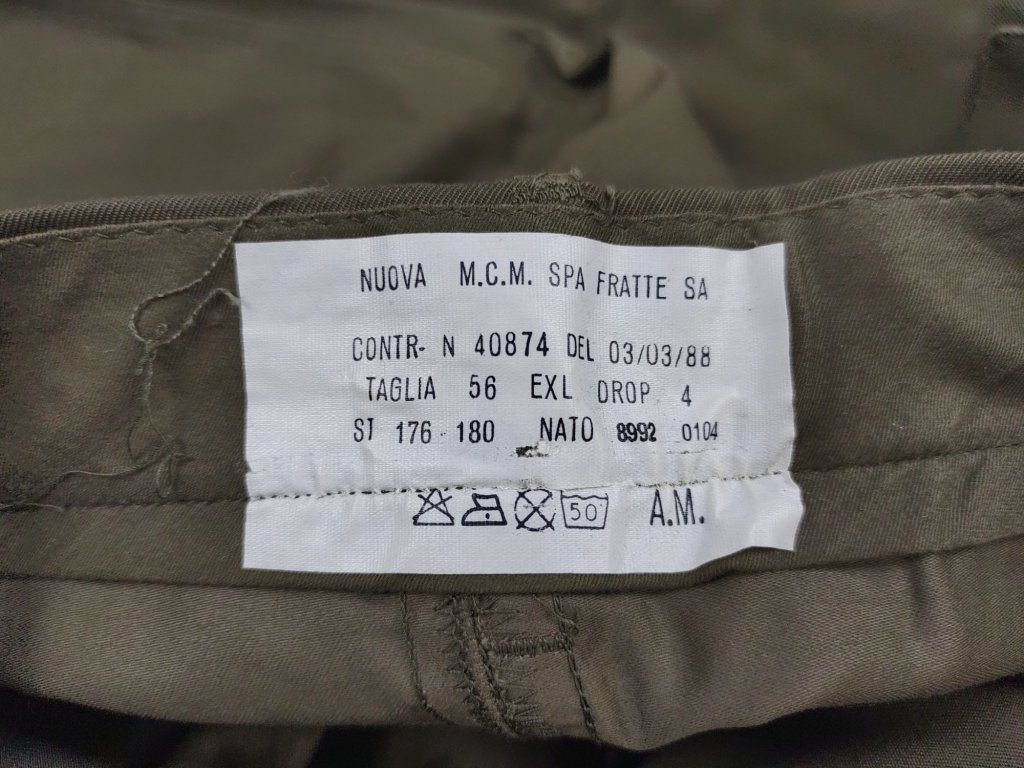 NUOVA M.C.M. SPA FRATTE SA
CONTR- N 40874 DEL 03/03/88
TAGLIA 56 EXL DROP 4
ST 176 180 NATO 8992 0104
50 A.M.